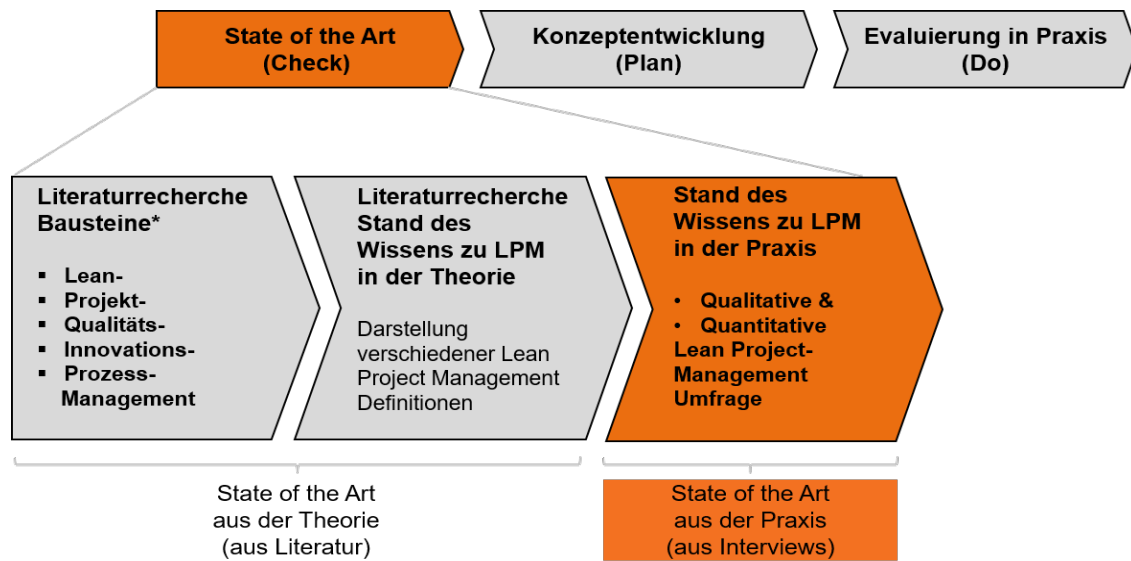 State of the Art
(Check)
Konzeptentwicklung
(Plan)
Evaluierung in Praxis
(Do)
Literaturrecherche
Bausteine*
▪ Lean-
▪ Projekt-
▪ Qualitäts-
▪ Innovations-
▪ Prozess-
Management
Literaturrecherche
Stand des
Wissens zu LPM
in der Theorie
Darstellung
verschiedener Lean
Project Management
Definitionen
Stand des
Wissens zu LPM
in der Praxis
• Qualitative &
• Quantitative
Lean Project-
Management
Umfrage
State of the Art
aus der Theorie
(aus Literatur)
State of the Art
aus der Praxis
(aus Interviews)